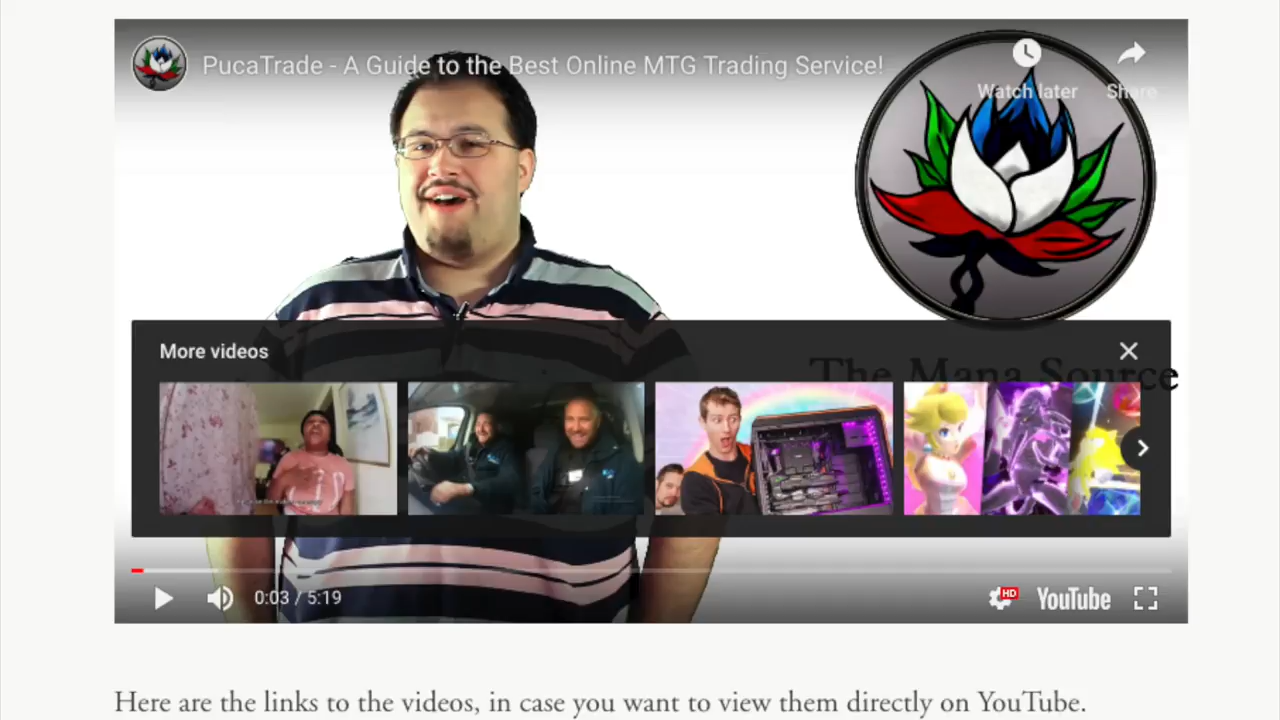 PucaTrade - A Guide to the Best Online MTG Trading Service!
Watch later
Share
More videos
The Mana Source
0:03 / 5:19
HD
YouTube
Here are the links to the videos, in case you want to view them directly on YouTube.